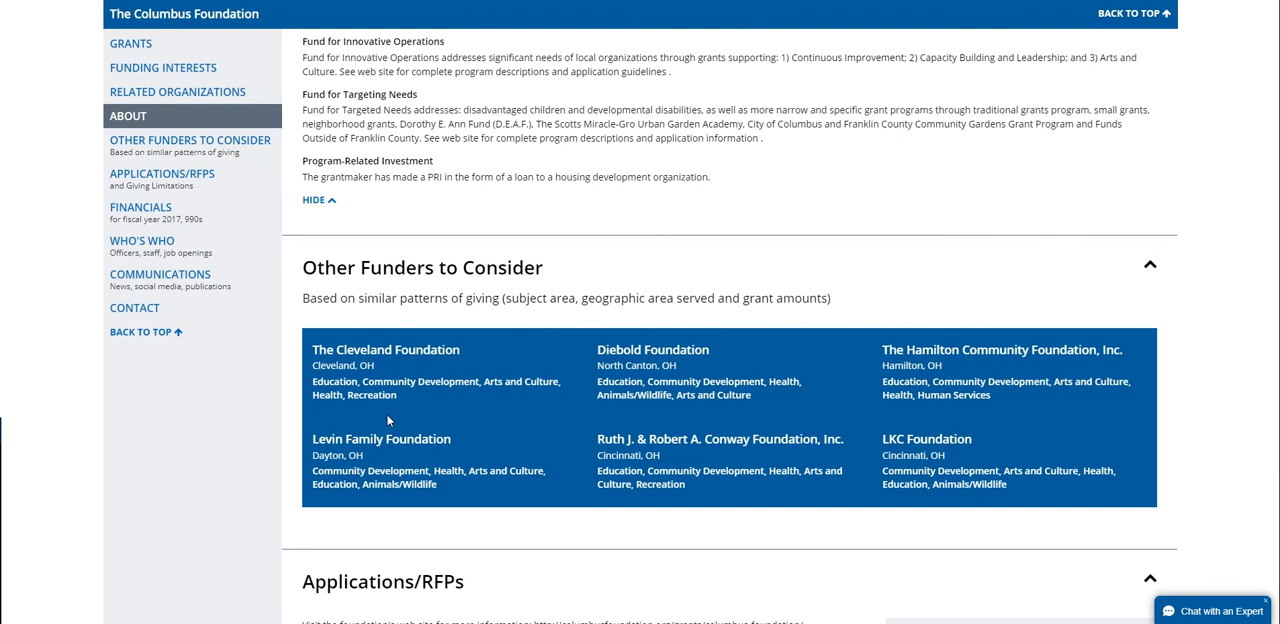 The Columbus Foundation
BACK TO TOP
GRANTS
FUNDING INTERESTS
RELATED ORGANIZATIONS
ABOUT
OTHER FUNDERS TO CONSIDER
Based on similar patterns of giving
APPLICATIONS/RFPS
and Giving Limitations
FINANCIALS
for fiscal year 2017, 990s
WHO'S WHO
Officers, staff, job openings
COMMUNICATIONS
News, social media, publications
CONTACT
BACK TO TOP
Fund for Innovative Operations
Fund for Innovative Operations addresses significant needs of local organizations through grants supporting: 1) Continuous Improvement; 2) Capacity Building and Leadership; and 3) Arts and
Culture. See web site for complete program descriptions and application guidelines .
Fund for Targeting Needs
Fund for Targeted Needs addresses: disadvantaged children and developmental disabilities, as well as more narrow and specific grant programs through traditional grants program, small grants,
neighborhood grants, Dorothy E. Ann Fund (D.E.A.F.), The Scotts Miracle-Gro Urban Garden Academy, City of Columbus and Franklin County Community Gardens Grant Program and Funds
Outside of Franklin County. See web site for complete program descriptions and application information .
Program-Related Investment
The grantmaker has made a PRI in the form of a loan to a housing development organization.
HIDE
Other Funders to Consider
Based on similar patterns of giving (subject area, geographic area served and grant amounts)
The Cleveland Foundation
Cleveland, OH
Education, Community Development, Arts and Culture,
Health, Recreation
Diebold Foundation
North Canton, OH
Education, Community Development, Health,
Animals/Wildlife, Arts and Culture
The Hamilton Community Foundation, Inc.
Hamilton, OH
Education, Community Development, Arts and Culture,
Health, Human Services
Levin Family Foundation
Dayton, OH
Community Development, Health, Arts and Culture,
Education, Animals/Wildlife
Ruth J. & Robert A. Conway Foundation, Inc.
Cincinnati, OH
Education, Community Development, Health, Arts and
Culture, Recreation
LKC Foundation
Cincinnati, OH
Community Development, Arts and Culture, Health,
Education, Animals/Wildlife
Applications/RFPs
Visit the foundation's web site for more information: http://columbusfoundation.org/grants/columbus-foundation/
Chat with an Expert
x